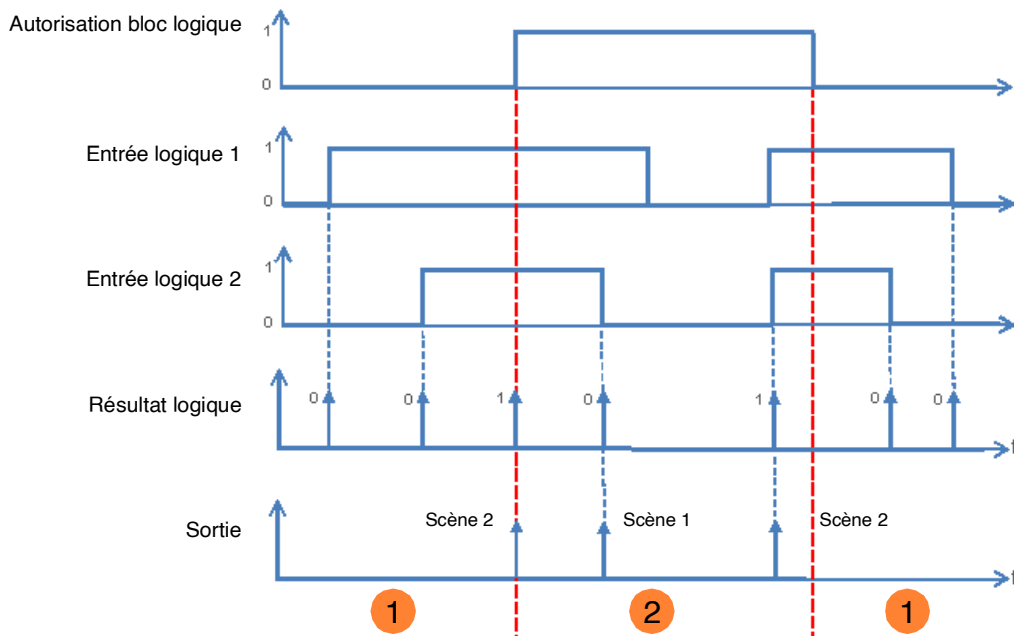 Autorisation bloc logique
1
0
Entrée logique 1
1
0
Entrée logique 2
1
0
Résultat logique
0 0 1 0 1 0 0
t
Sortie
Scène 2 Scène 1 Scène 2
t
1 2 1